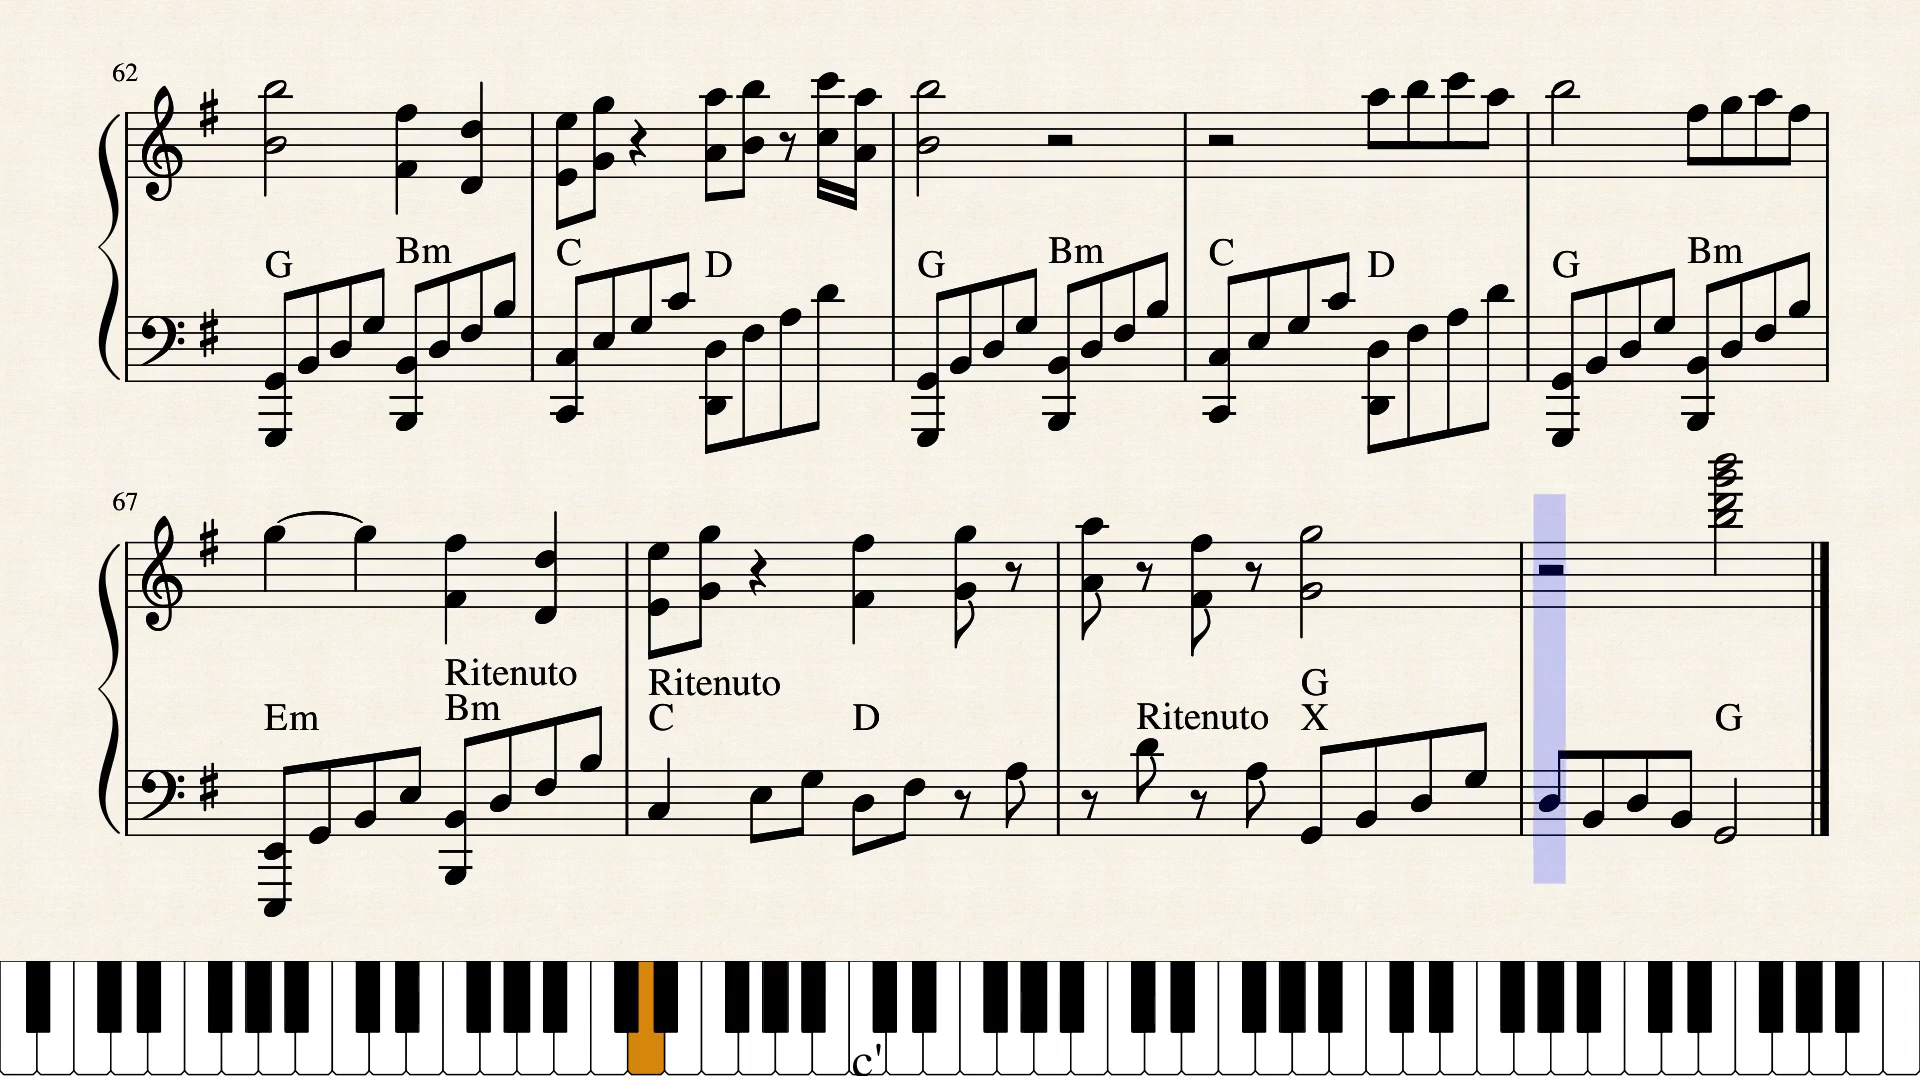 62
G Bm C D G Bm C D G Bm
67
Ritenuto Ritenuto G
Em Bm C D Ritenuto X G
c'